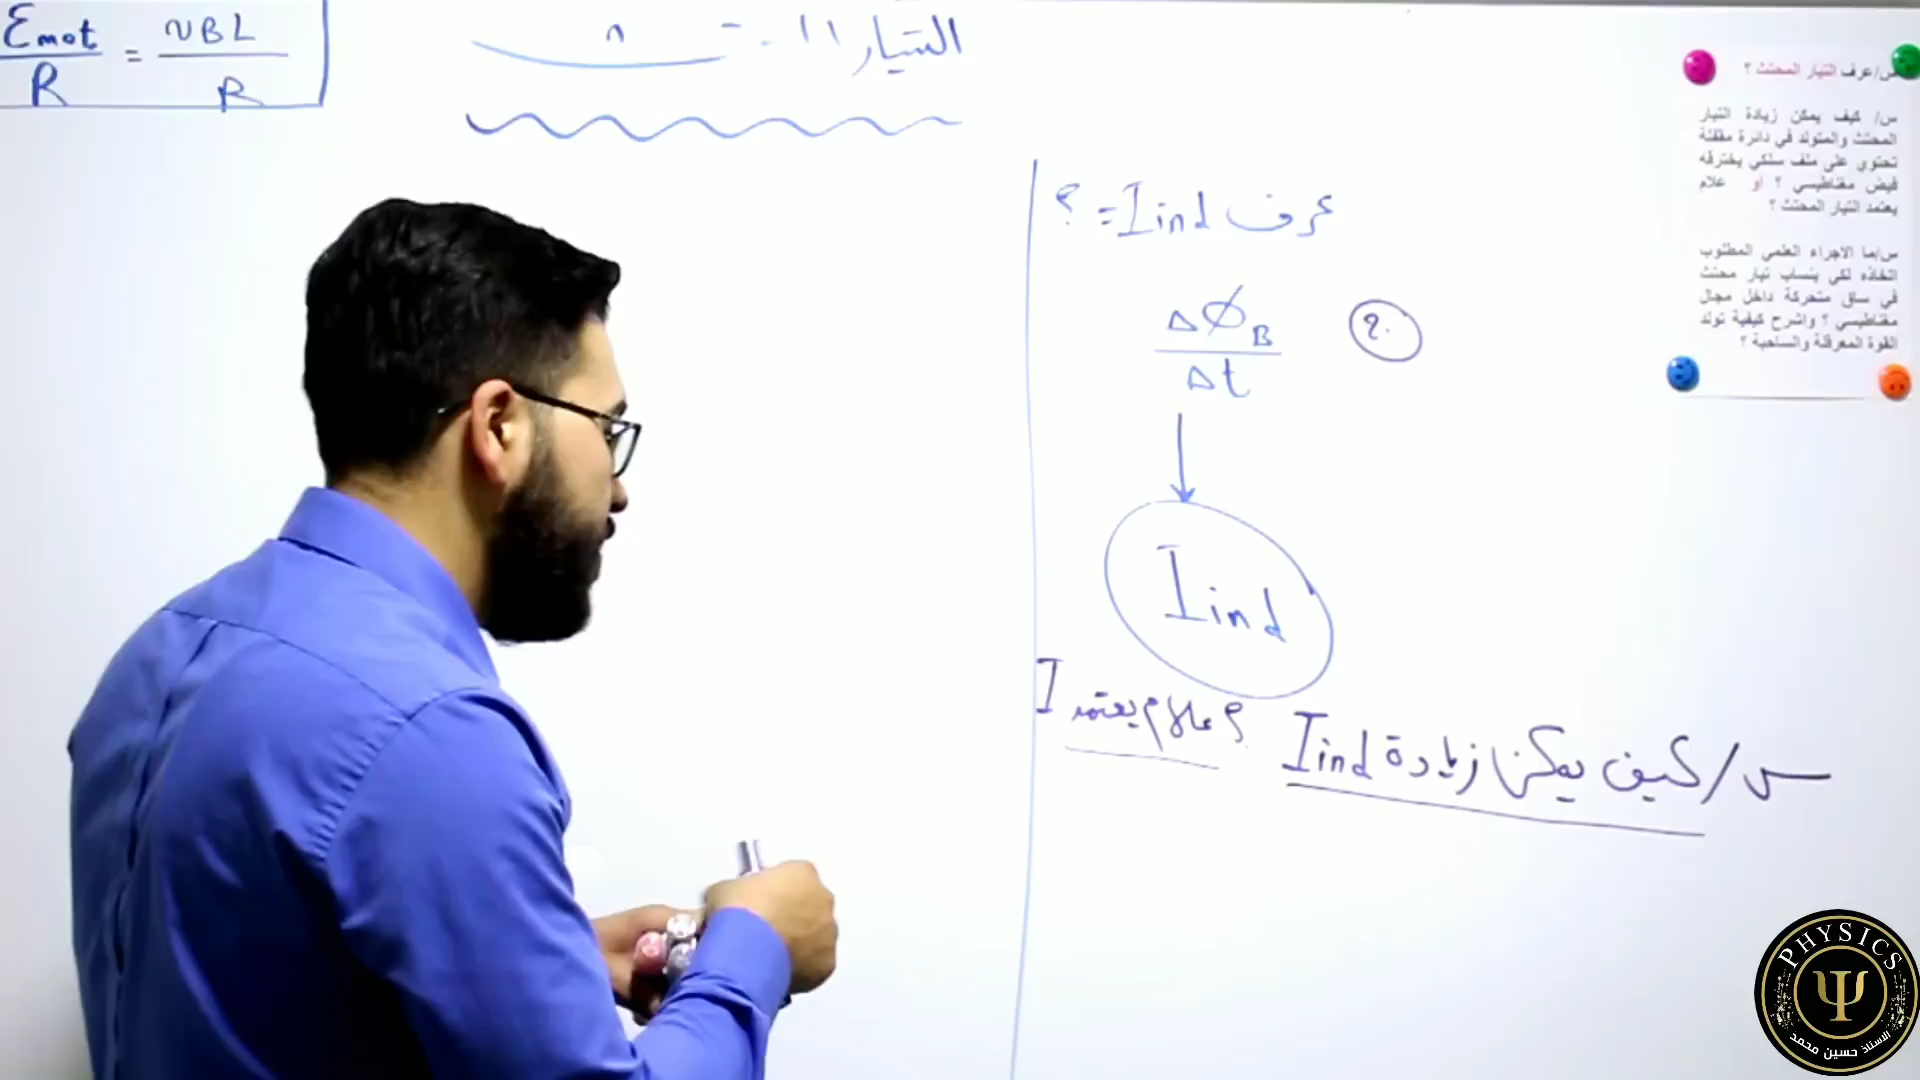 Emot / R = vBL / R
التيار
س/عرف التيار المحتث ؟
س/ كيف يمكن زيادة التيار
المحتث والمتولد في دائرة مقفلة
تحتوي على ملف سلكي يخترقه
فيض مغناطيسي ؟ او علام
يعتمد التيار المحتث ؟
س/ما الاجراء العلمي المطلوب
اتخاذه لكي ينساب تيار محتث
في ساق متحركة داخل مجال
مغناطيسي ؟ واشرح كيفية تولد
القوة المعرقلة والساحبة ؟
عرف Iind = ؟
ΔΦB / Δt
Iind
س/كيف يمكن زيادة Iind
؟ علام يعتمد I
PHYSICS
Ψ
الاستاذ حسين محمد